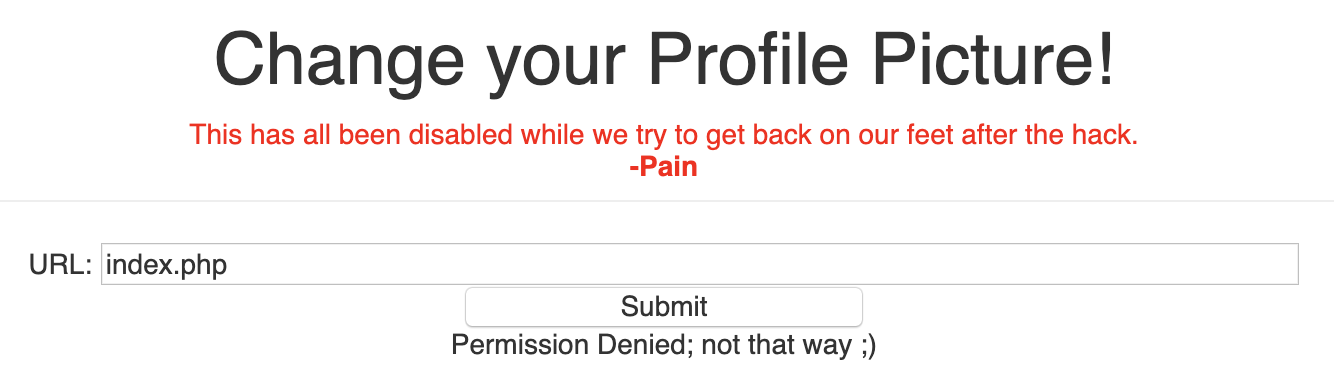 Change your Profile Picture!
This has all been disabled while we try to get back on our feet after the hack.
-Pain
URL: index.php
Submit
Permission Denied; not that way ;)